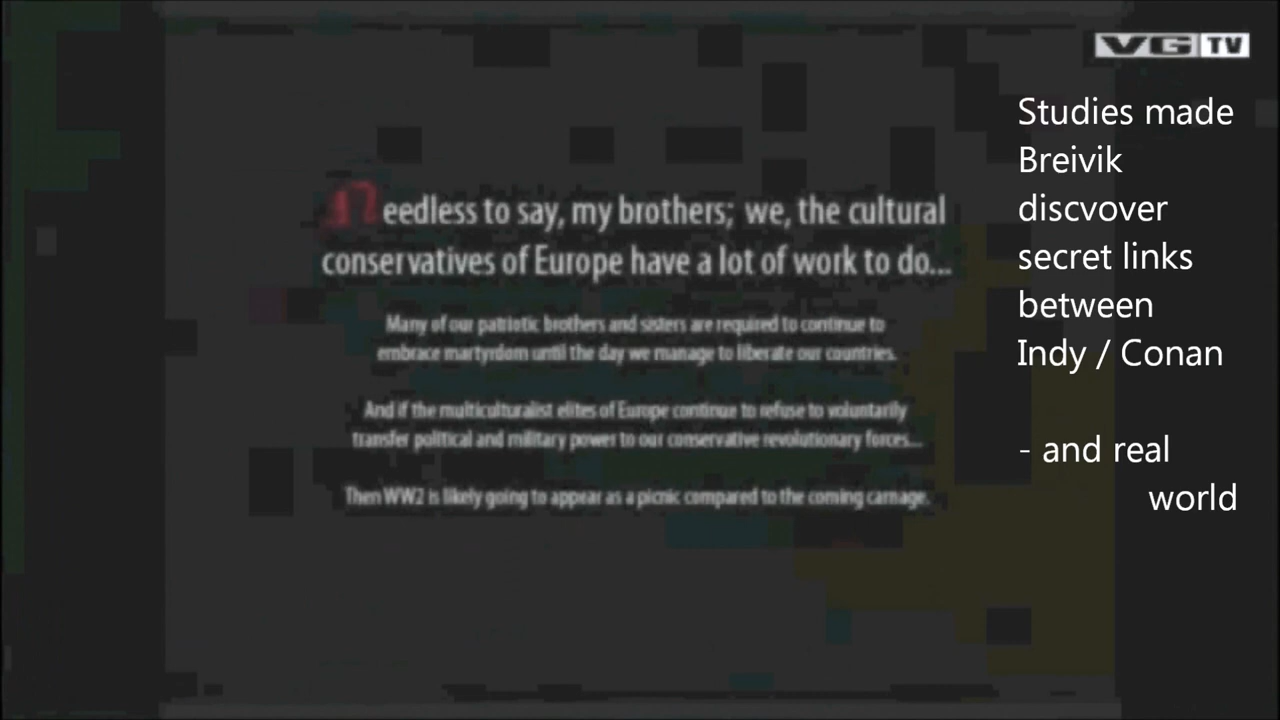 VG TV
Needless to say, my brothers; we, the cultural
conservatives of Europe have a lot of work to do...
Many of our patriotic brothers and sisters are required to continue to
embrace martyrdom until the day we manage to liberate our countries.
And if the multiculturalist elites of Europe continue to refuse to voluntarily
transfer political and military power to our conservative revolutionary forces...
Then WW2 is likely going to appear as a picnic compared to the coming carnage.
Studies made
Breivik
discvover
secret links
between
Indy / Conan
- and real
world